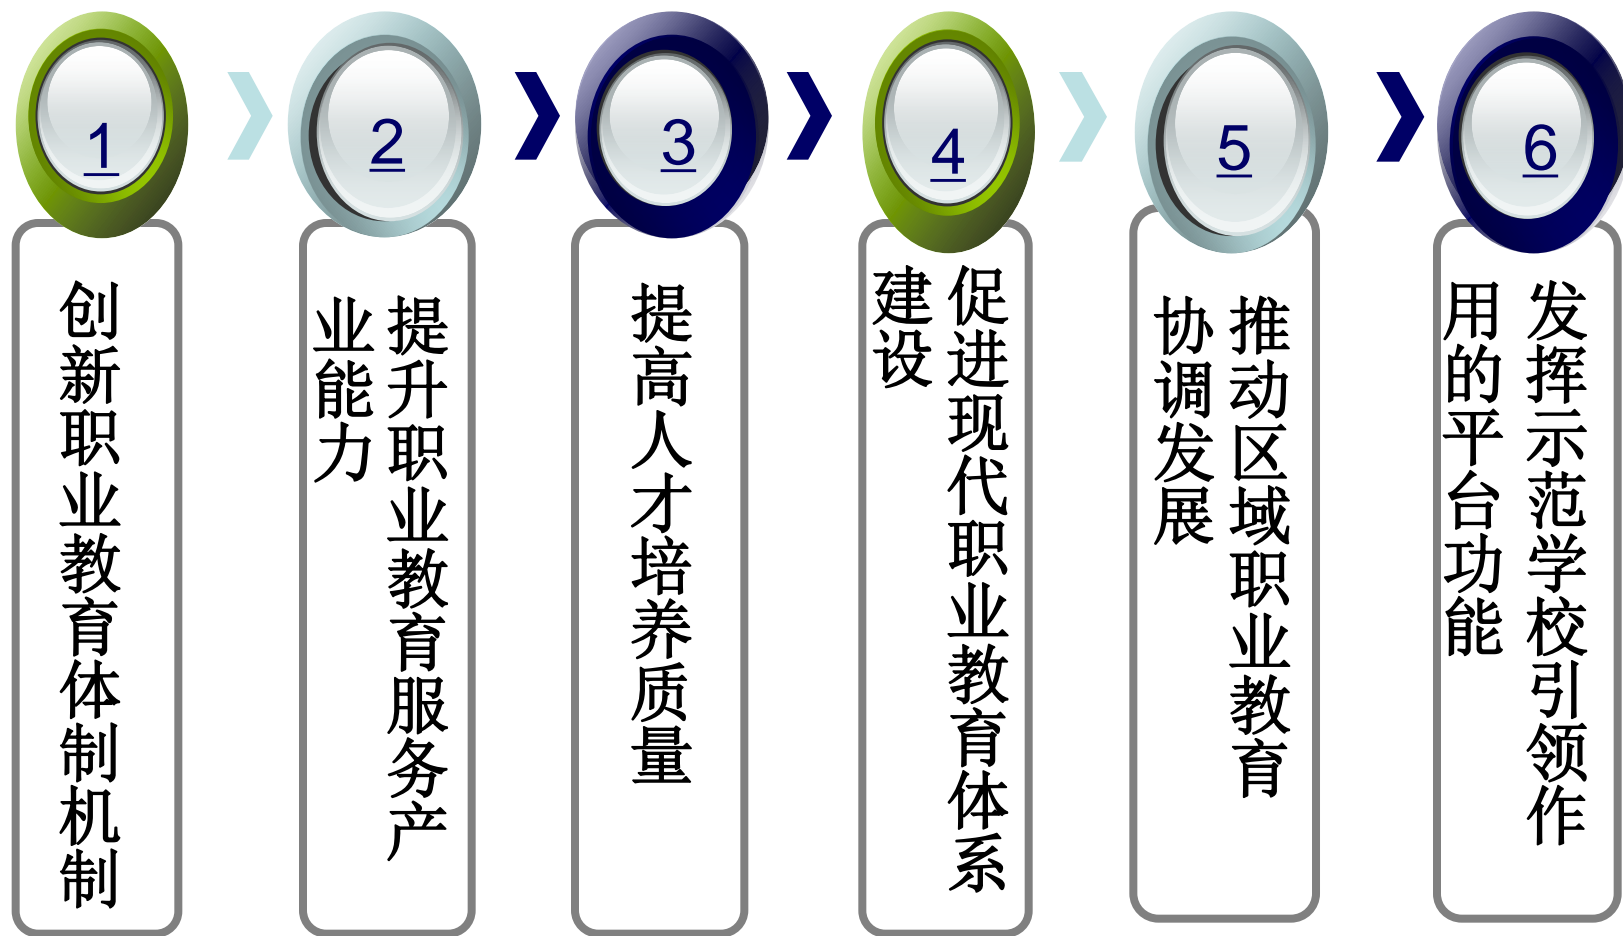 1
创新职业教育体制机制
2
提升职业教育服务产
业能力
3
提高人才培养质量
4
促进现代职业教育体系
建设
5
推动区域职业教育
协调发展
6
发挥示范学校引领作
用的平台功能